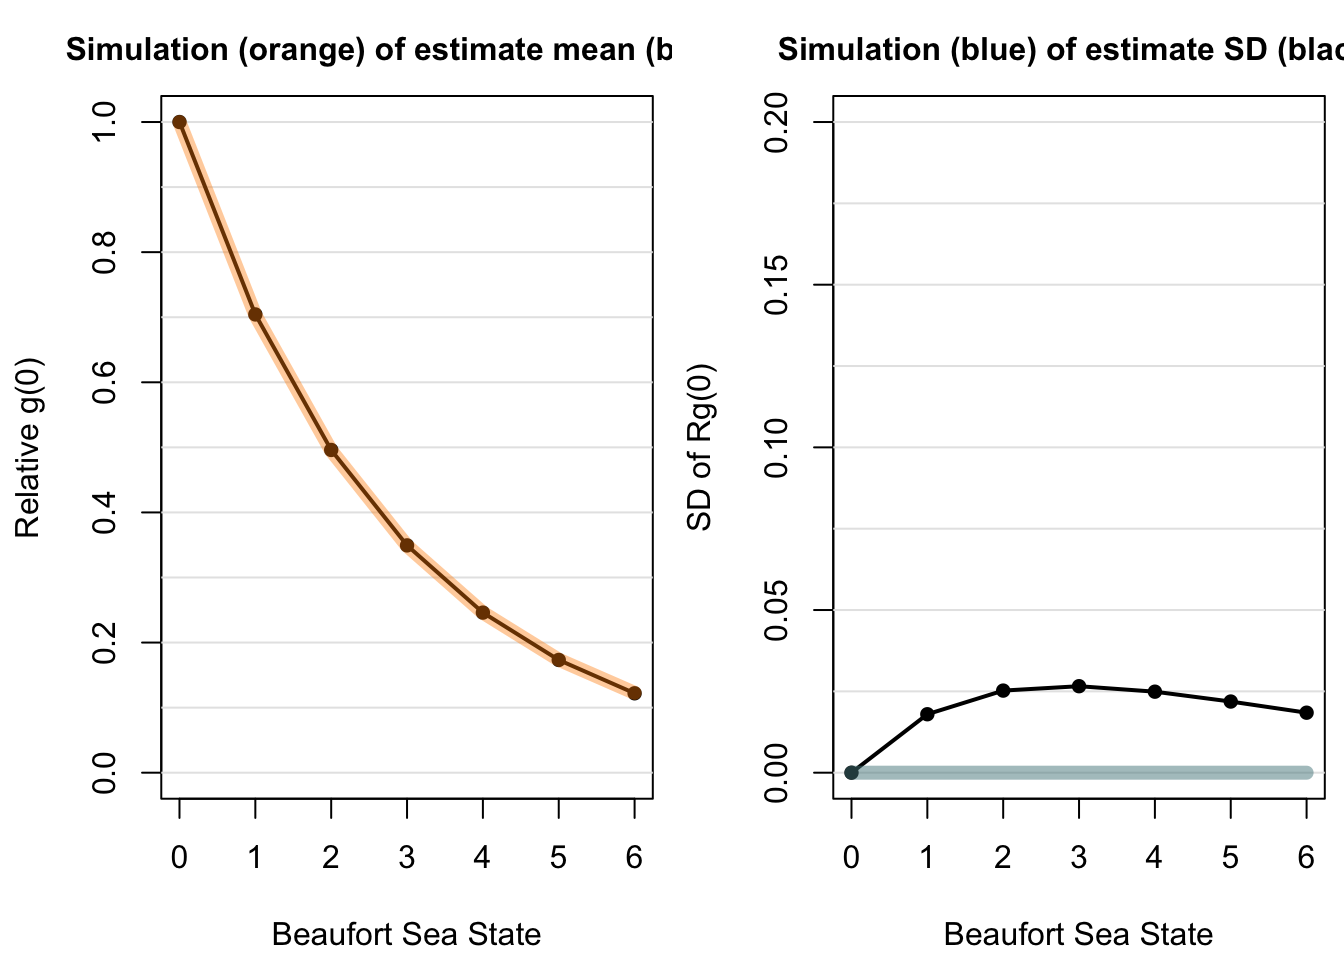 Simulation (orange) of estimate mean (b
Relative g(0)
1.0
0.8
0.6
0.4
0.2
0.0
0 1 2 3 4 5 6
Beaufort Sea State
Simulation (blue) of estimate SD (blac
SD of Rg(0)
0.20
0.15
0.10
0.05
0.00
0 1 2 3 4 5 6
Beaufort Sea State